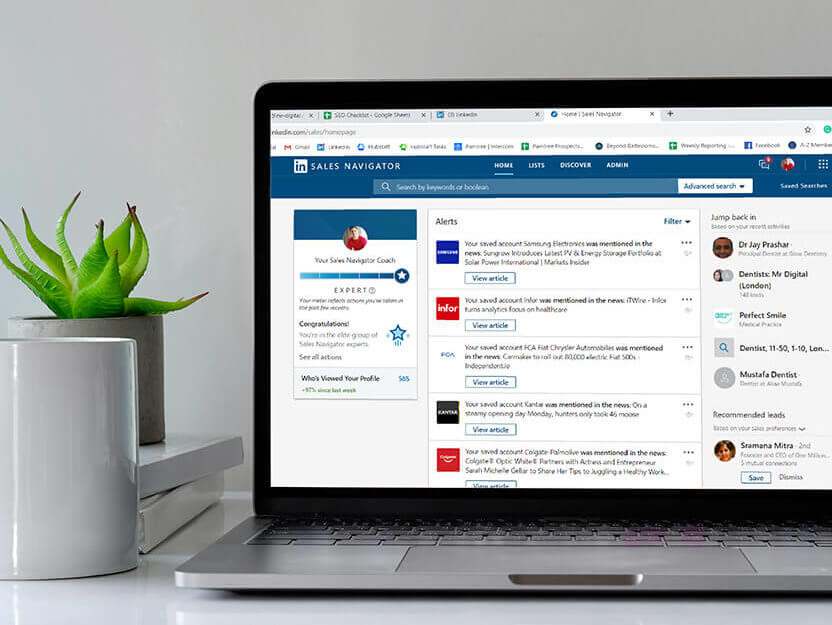 SEO Checklist - Google Sheets
Home | Sales Navigator
linkedin.com/sales/homepage
Gmail
LinkedIn
HubStaff
Facebook
Weekly Reporting
Beyond Bathrooms...
in SALES NAVIGATOR
HOME LISTS DISCOVER ADMIN
Search by keywords or boolean
Advanced search
Saved Searches
Your Sales Navigator Coach
EXPERT
Your meter reflects actions you've taken in
the past few months.
Congratulations!
You're in the elite group of
Sales Navigator experts.
See all actions
Who's Viewed Your Profile 565
+97% since last week
Alerts
Filter
SAMSUNG
Your saved account Samsung Electronics was mentioned in the
news: Sungrow Introduces Latest PV & Energy Storage Portfolio at
Solar Power International | Markets Insider
View article
infor
Your saved account Infor was mentioned in the news: iTWire - Infor
turns analytics focus on healthcare
View article
FCA
Your saved account FCA Fiat Chrysler Automobiles was mentioned
in the news: Carmaker to roll out 80,000 electric Fiat 500s -
Independent.ie
View article
KANTAR
Your saved account Kantar was mentioned in the news: On a
steamy opening day Monday, hunters only took 46 moose
View article
Colgate
Your saved account Colgate-Palmolive was mentioned in the news:
Colgate® Optic White® Partners with Actress and Entrepreneur
Sarah Michelle Gellar to Share Her Tips to Juggling a Healthy Work...
View article
Jump back in
Based on your recent activities
Dr Jay Prashar
Principal Dentist at Shou Grove
Dentists: Mr Digital
(London)
148 leads
Perfect Smile
Medical Practice
Dentist, 11-50, 1-10, Lon...
Mustafa Dentist
Dentist at Aliaa Mustafa
Recommended leads
Based on your sales preferences
Sramana Mitra · 2nd
Founder and CEO of One Million...
5 mutual connections
Save Dismiss